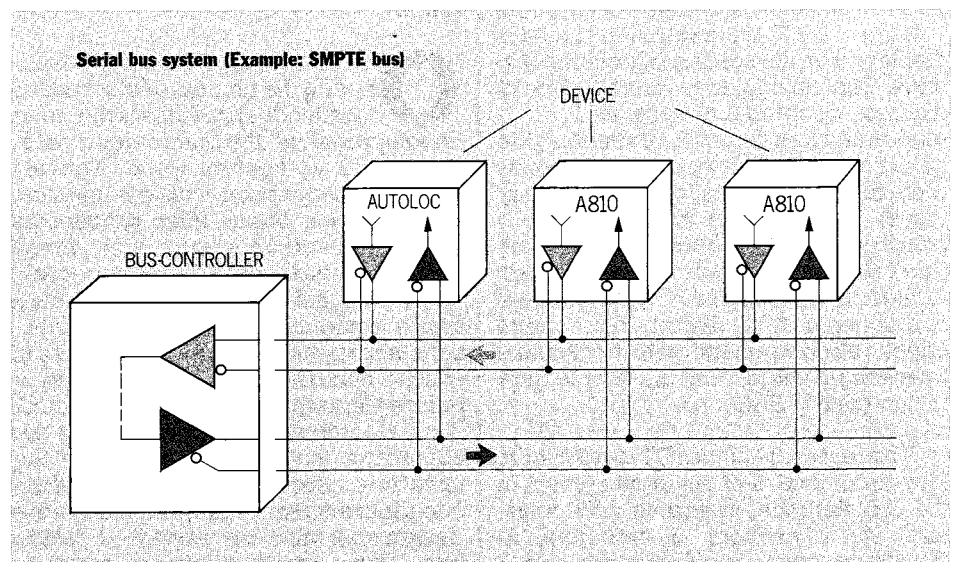 Serial bus system (Example: SMPTE bus)
DEVICE
AUTOLOC
A810
A810
BUS-CONTROLLER